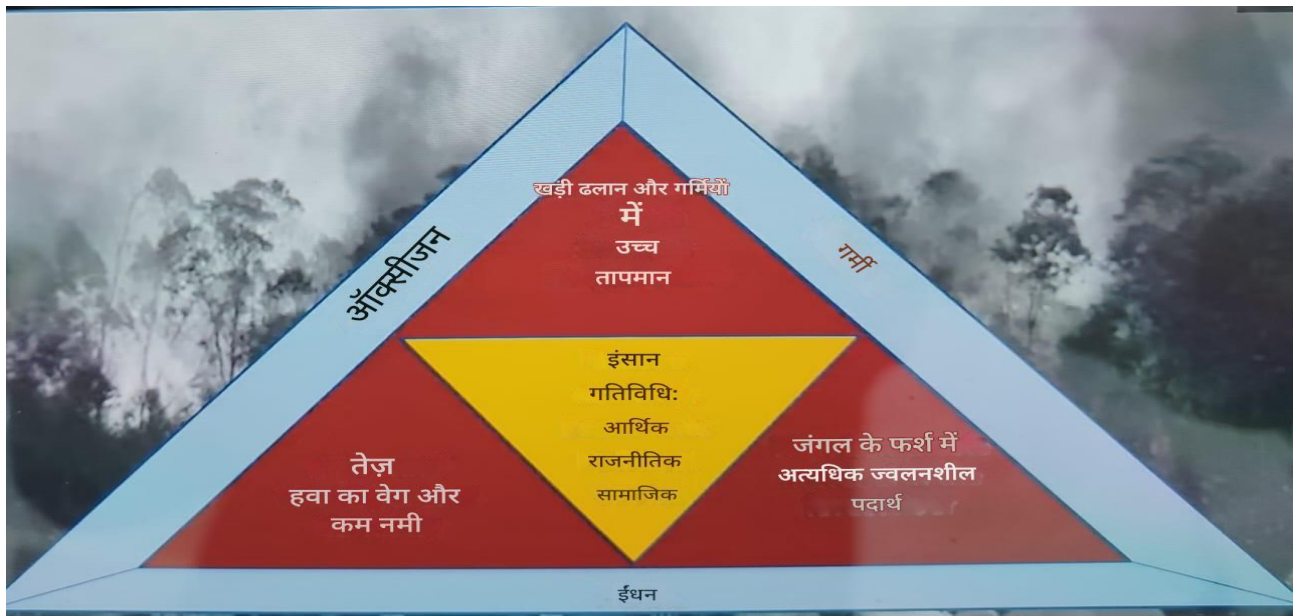 खड़ी ढलान और गर्मियों
में
उच्च
तापमान
ऑक्सीजन
गर्मी
इंसान
गतिविधि:
आर्थिक
राजनीतिक
सामाजिक
तेज़
हवा का वेग और
कम नमी
जंगल के फर्श में
अत्यधिक ज्वलनशील
पदार्थ
ईंधन